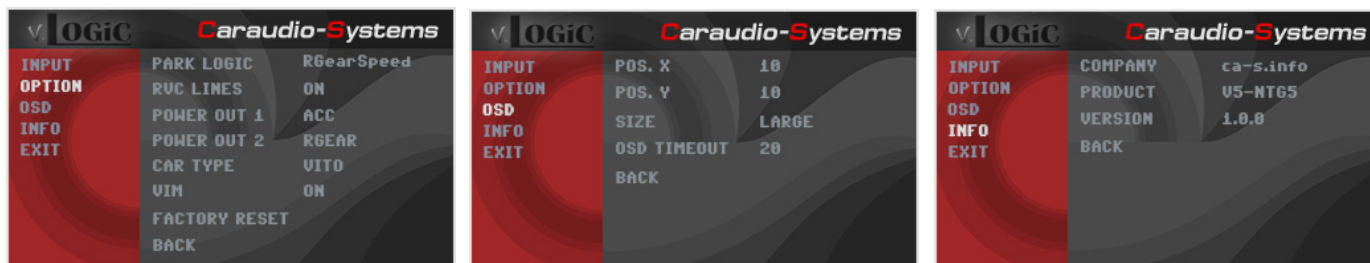 v.LOGiC Caraudio-Systems
INPUT
OPTION
OSD
INFO
EXIT
PARK LOGIC RGearSpeed
RVC LINES ON
POWER OUT 1 ACC
POWER OUT 2 RGEAR
CAR TYPE VITO
VIM ON
FACTORY RESET
BACK
v.LOGiC Caraudio-Systems
INPUT
OPTION
OSD
INFO
EXIT
POS. X 10
POS. Y 10
SIZE LARGE
OSD TIMEOUT 20
BACK
v.LOGiC Caraudio-Systems
INPUT
OPTION
OSD
INFO
EXIT
COMPANY ca-s.info
PRODUCT V5-NTG5
VERSION 1.0.0
BACK